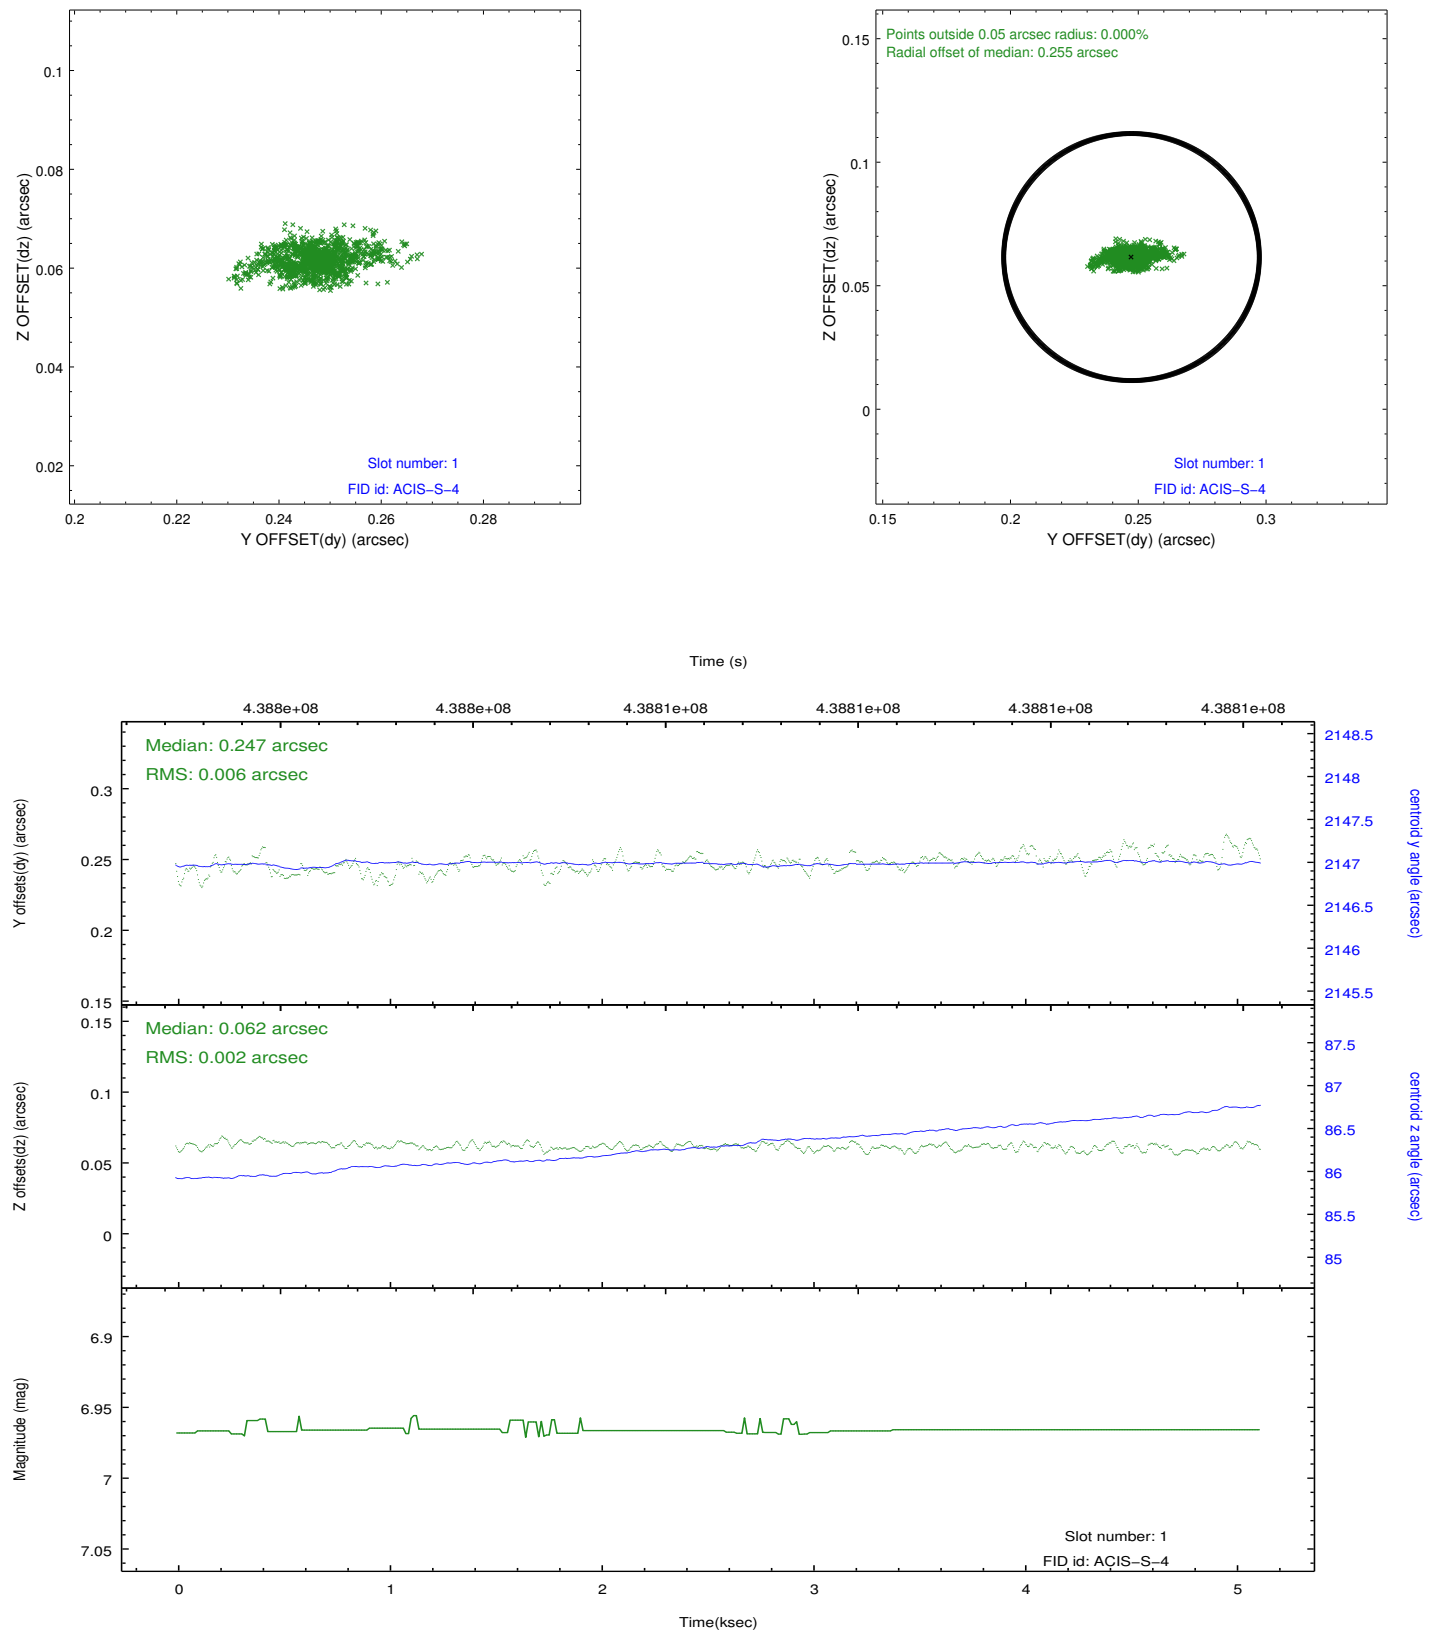 0.1
0.08
0.06
0.04
0.02
Z OFFSET(dz) (arcsec)
Slot number: 1
FID id: ACIS−S−4
0.2 0.22 0.24 0.26 0.28
Y OFFSET(dy) (arcsec)
Points outside 0.05 arcsec radius: 0.000%
Radial offset of median: 0.255 arcsec
0.15
0.1
0.05
0
Z OFFSET(dz) (arcsec)
Slot number: 1
FID id: ACIS−S−4
0.15 0.2 0.25 0.3
Y OFFSET(dy) (arcsec)
Time (s)
4.388e+08 4.388e+08 4.3881e+08 4.3881e+08 4.3881e+08 4.3881e+08
Median: 0.247 arcsec
RMS: 0.006 arcsec
0.3
0.25
0.2
0.15
Y offsets(dy) (arcsec)
2148.5
2148
2147.5
2147
2146.5
2146
2145.5
centroid y angle (arcsec)
Median: 0.062 arcsec
RMS: 0.002 arcsec
0.15
0.1
0.05
0
Z offsets(dz) (arcsec)
87.5
87
86.5
86
85.5
85
centroid z angle (arcsec)
6.9
6.95
7
7.05
Magnitude (mag)
Slot number: 1
FID id: ACIS−S−4
0 1 2 3 4 5
Time(ksec)